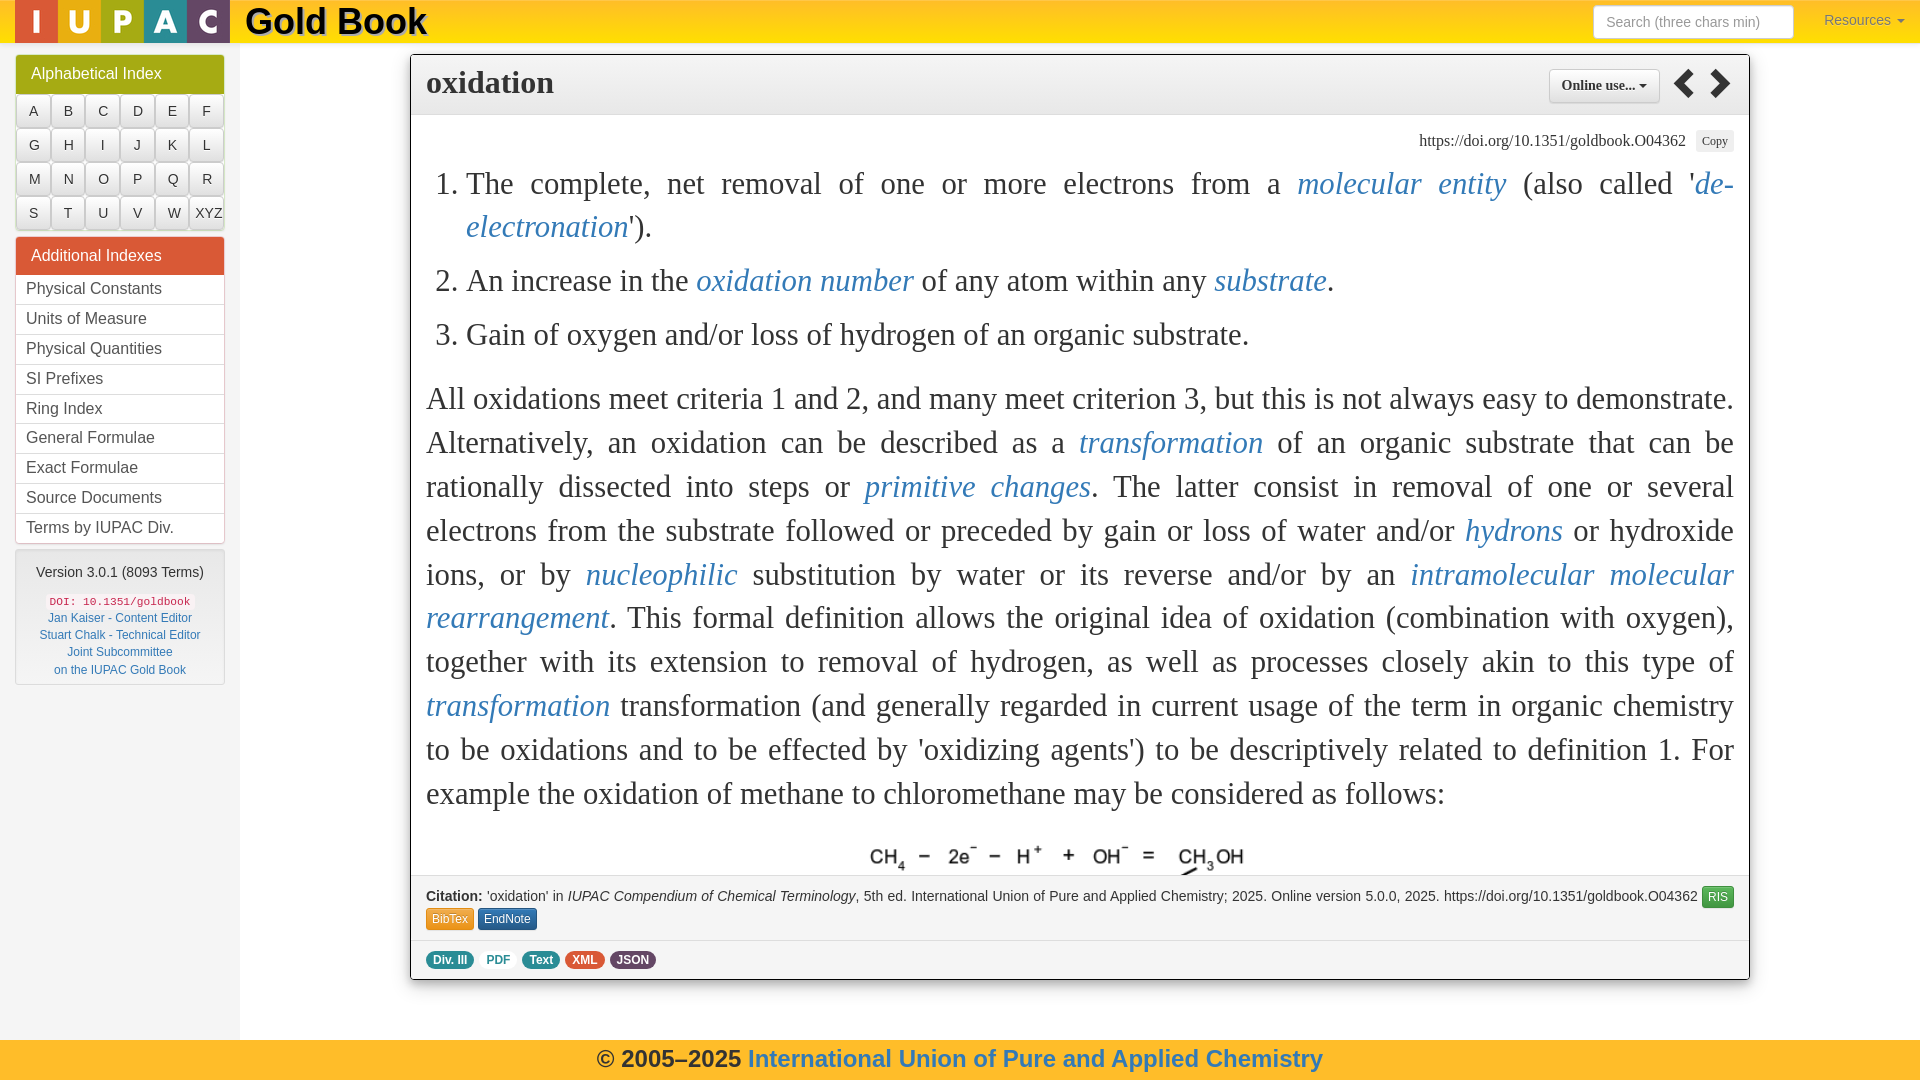 IUPAC Gold Book
Search (three chars min)
Resources
Alphabetical Index
A B C D E F
G H I J K L
M N O P Q R
S T U V W XYZ
Additional Indexes
Physical Constants
Units of Measure
Physical Quantities
SI Prefixes
Ring Index
General Formulae
Exact Formulae
Source Documents
Terms by IUPAC Div.
Version 3.0.1 (8093 Terms)
DOI: 10.1351/goldbook
Jan Kaiser - Content Editor
Stuart Chalk - Technical Editor
Joint Subcommittee
on the IUPAC Gold Book
oxidation
Online use...
https://doi.org/10.1351/goldbook.O04362 Copy
1. The complete, net removal of one or more electrons from a molecular entity (also called 'de-
electronation').
2. An increase in the oxidation number of any atom within any substrate.
3. Gain of oxygen and/or loss of hydrogen of an organic substrate.
All oxidations meet criteria 1 and 2, and many meet criterion 3, but this is not always easy to demonstrate.
Alternatively, an oxidation can be described as a transformation of an organic substrate that can be
rationally dissected into steps or primitive changes. The latter consist in removal of one or several
electrons from the substrate followed or preceded by gain or loss of water and/or hydrons or hydroxide
ions, or by nucleophilic substitution by water or its reverse and/or by an intramolecular molecular
rearrangement. This formal definition allows the original idea of oxidation (combination with oxygen),
together with its extension to removal of hydrogen, as well as processes closely akin to this type of
transformation transformation (and generally regarded in current usage of the term in organic chemistry
to be oxidations and to be effected by 'oxidizing agents') to be descriptively related to definition 1. For
example the oxidation of methane to chloromethane may be considered as follows:
CH₄ – 2e⁻ – H⁺ + OH⁻ = CH₃OH
Citation: 'oxidation' in IUPAC Compendium of Chemical Terminology, 5th ed. International Union of Pure and Applied Chemistry; 2025. Online version 5.0.0, 2025. https://doi.org/10.1351/goldbook.O04362 RIS
BibTex EndNote
Div. III PDF Text XML JSON
© 2005–2025 International Union of Pure and Applied Chemistry